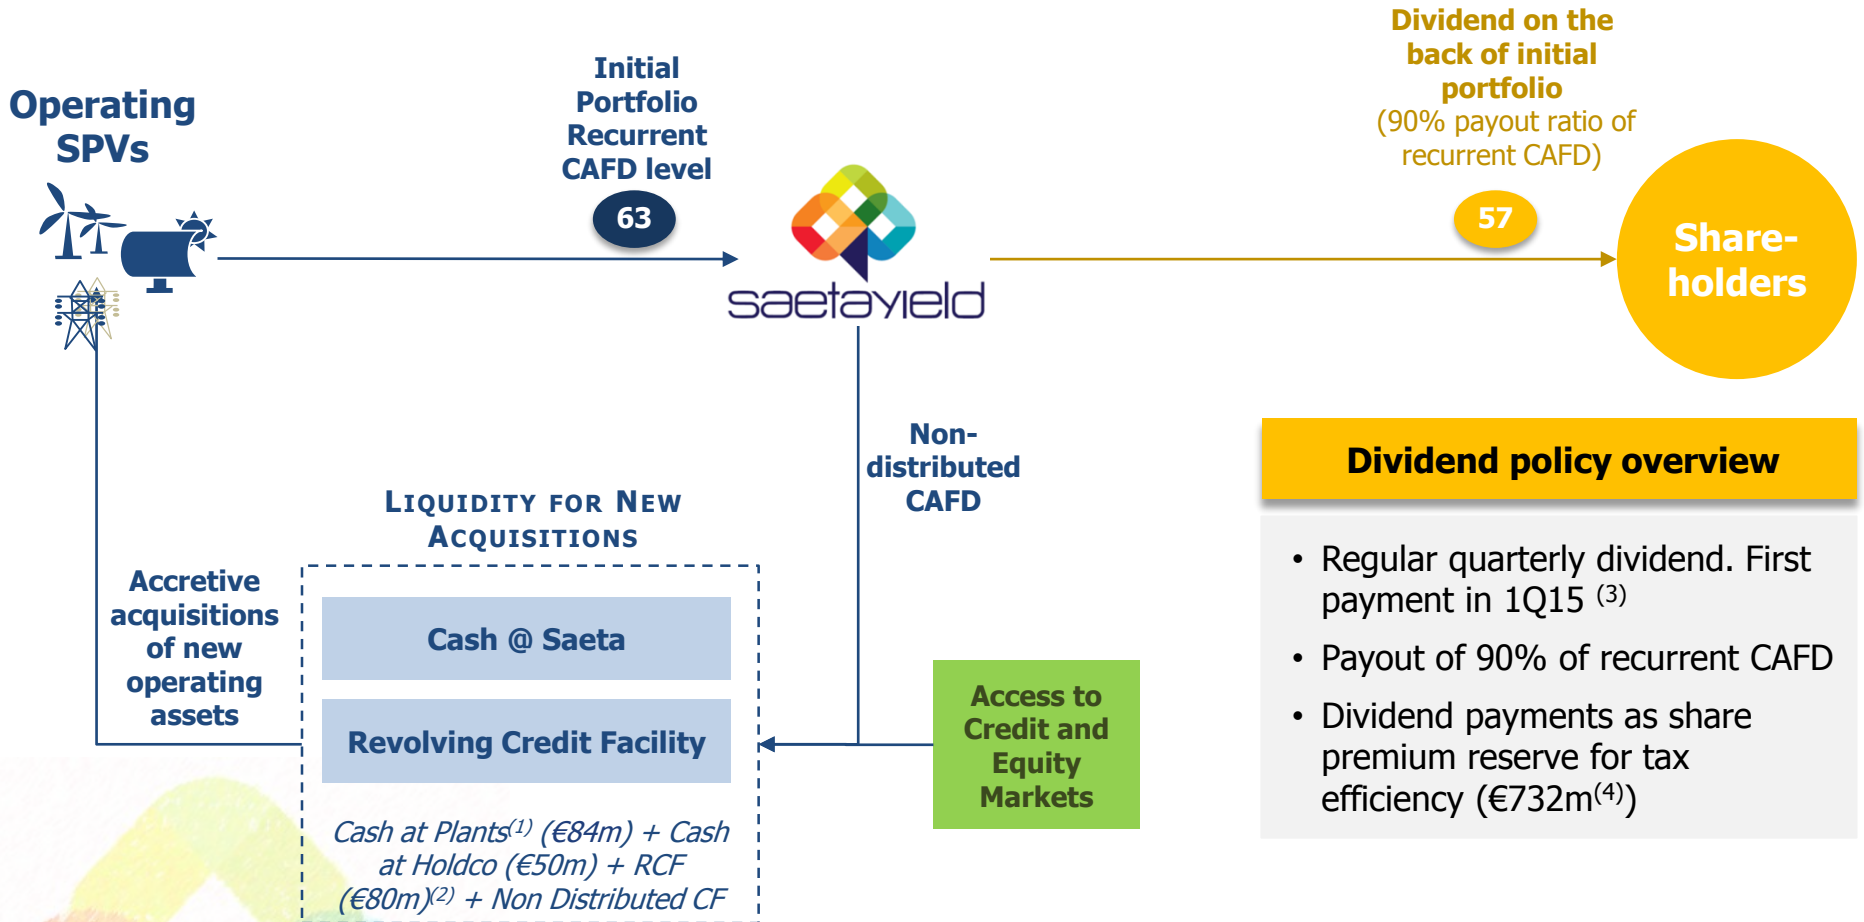 Operating
SPVs
Initial
Portfolio
Recurrent
CAFD level
63
saetayield
Dividend on the
back of initial
portfolio
(90% payout ratio of
recurrent CAFD)
57
Share-
holders
Non-
distributed
CAFD
LIQUIDITY FOR NEW
ACQUISITIONS
Accretive
acquisitions
of new
operating
assets
Cash @ Saeta
Revolving Credit Facility
Cash at Plants(1) (€84m) + Cash
at Holdco (€50m) + RCF
(€80m)(2) + Non Distributed CF
Access to
Credit and
Equity
Markets
Dividend policy overview
• Regular quarterly dividend. First
payment in 1Q15 (3)
• Payout of 90% of recurrent CAFD
• Dividend payments as share
premium reserve for tax
efficiency (€732m(4))